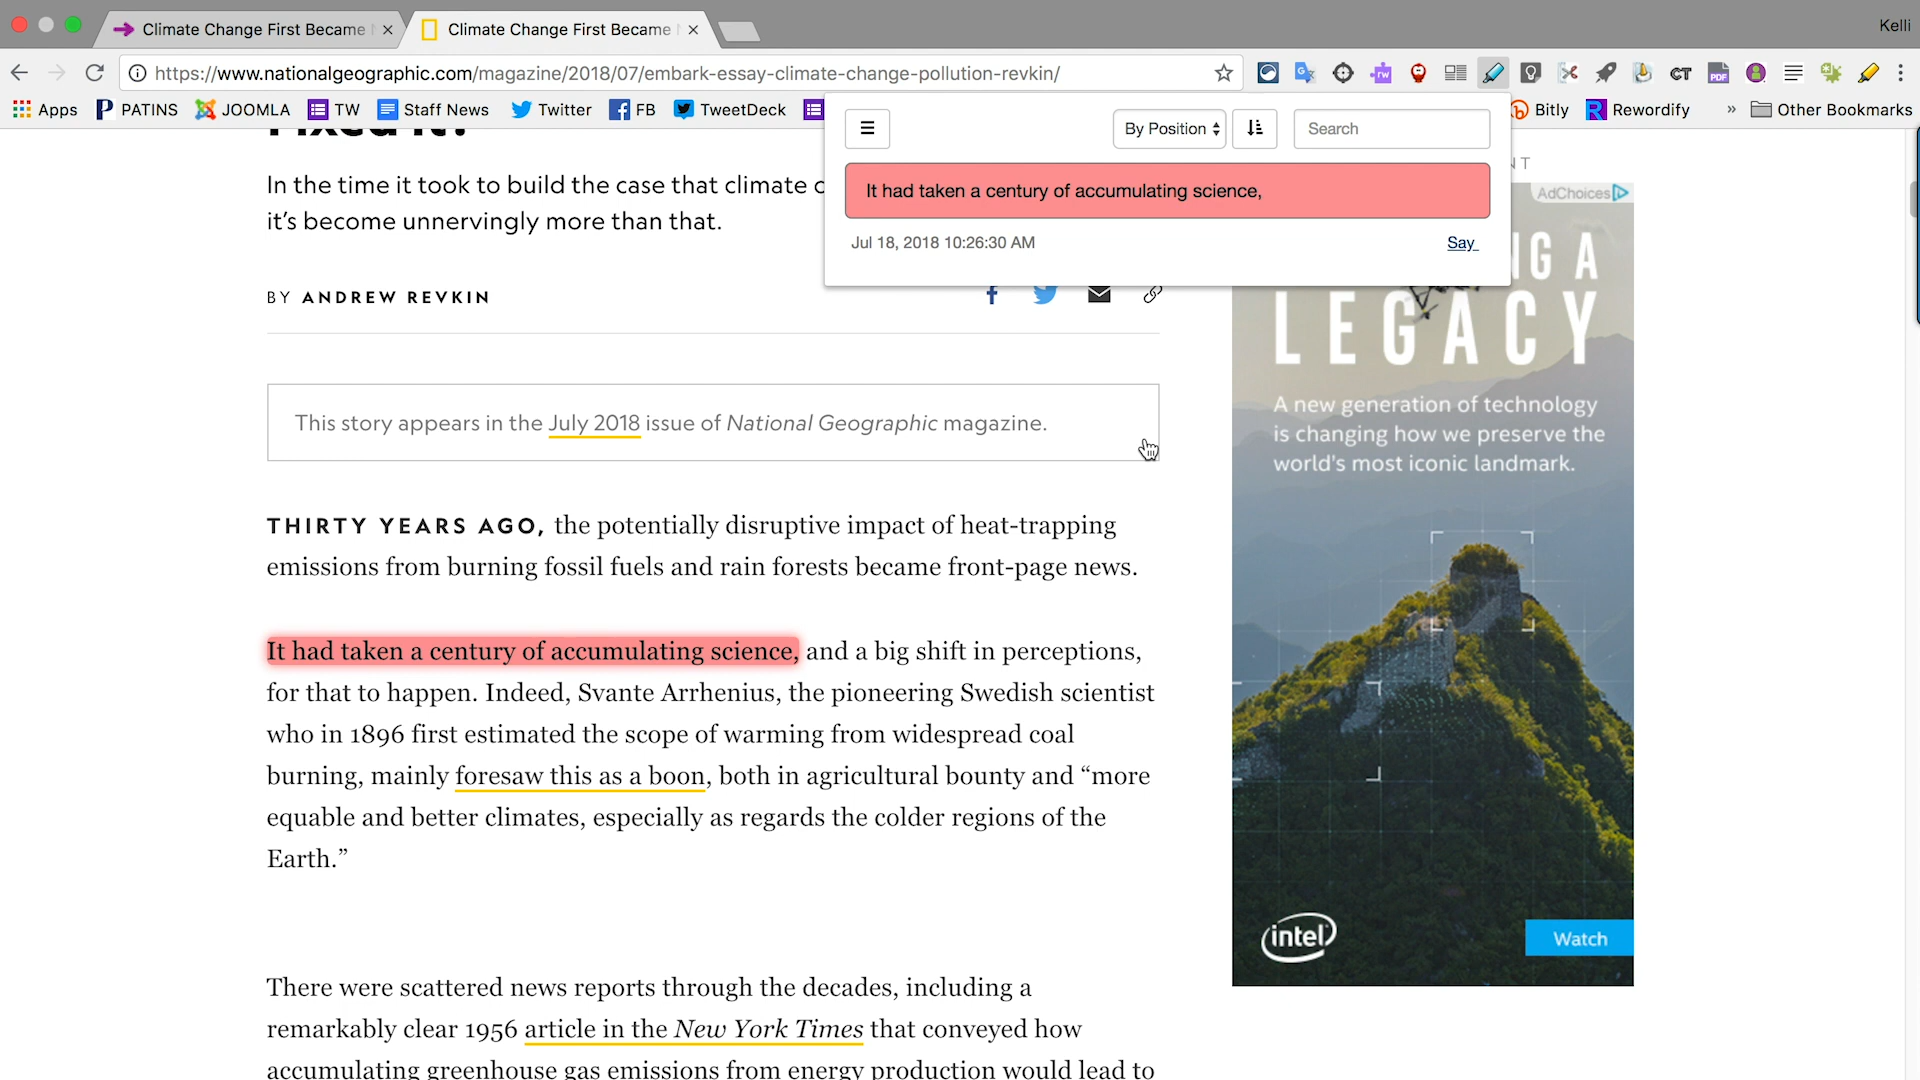 Climate Change First Became
Climate Change First Became
Kelli
https://www.nationalgeographic.com/magazine/2018/07/embark-essay-climate-change-pollution-revkin/
Apps PATINS JOOMLA TW Staff News Twitter FB TweetDeck Bitly Rewordify » Other Bookmarks
By Position Search
It had taken a century of accumulating science,
Jul 18, 2018 10:26:30 AM Say
In the time it took to build the case that climate
it's become unnervingly more than that.
BY ANDREW REVKIN
This story appears in the July 2018 issue of National Geographic magazine.
THIRTY YEARS AGO, the potentially disruptive impact of heat-trapping
emissions from burning fossil fuels and rain forests became front-page news.
It had taken a century of accumulating science, and a big shift in perceptions,
for that to happen. Indeed, Svante Arrhenius, the pioneering Swedish scientist
who in 1896 first estimated the scope of warming from widespread coal
burning, mainly foresaw this as a boon, both in agricultural bounty and “more
equable and better climates, especially as regards the colder regions of the
Earth.”
There were scattered news reports through the decades, including a
remarkably clear 1956 article in the New York Times that conveyed how
accumulating greenhouse gas emissions from energy production would lead to
AdChoices
A
LEGACY
A new generation of technology
is changing how we preserve the
world's most iconic landmark.
intel
Watch